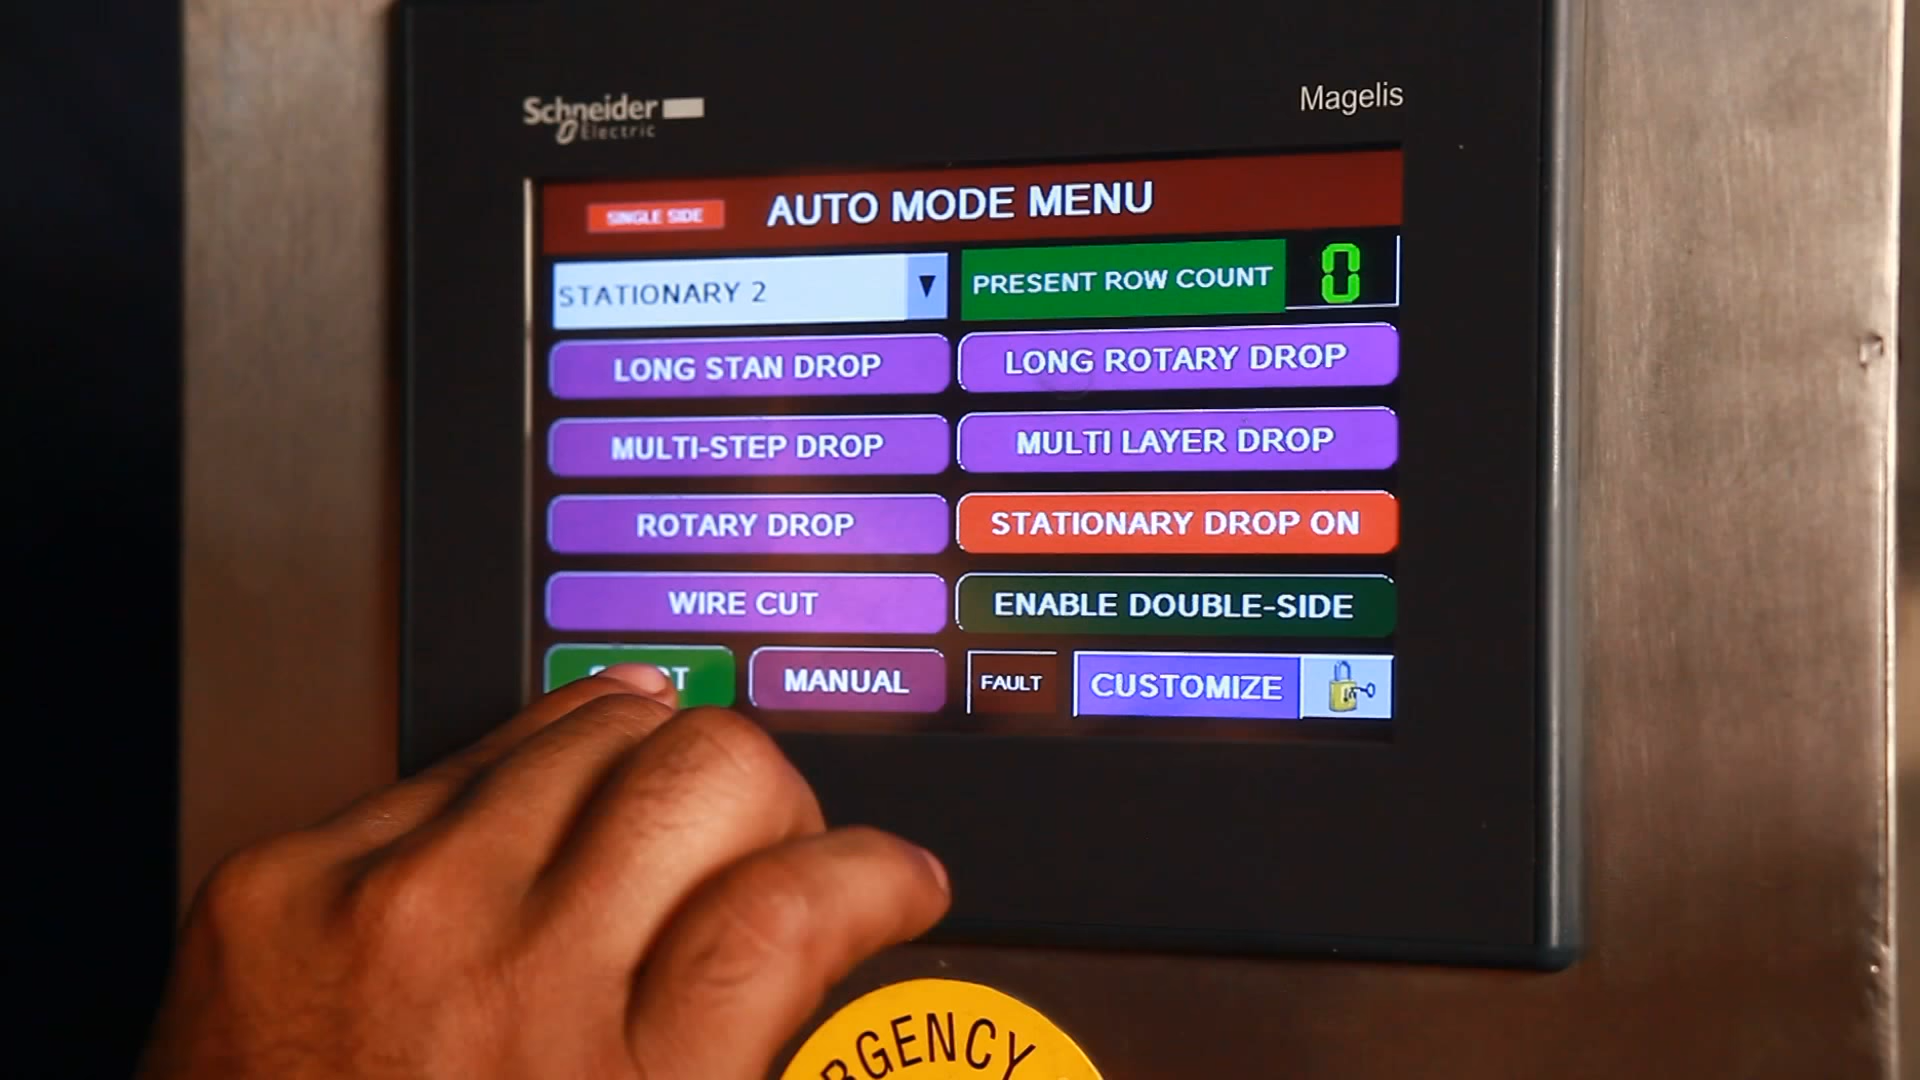 Schneider
Electric
Magelis
SINGLE SIDE
AUTO MODE MENU
STATIONARY 2
PRESENT ROW COUNT
0
LONG STAN DROP
LONG ROTARY DROP
MULTI-STEP DROP
MULTI LAYER DROP
ROTARY DROP
STATIONARY DROP ON
WIRE CUT
ENABLE DOUBLE-SIDE
MANUAL
FAULT
CUSTOMIZE